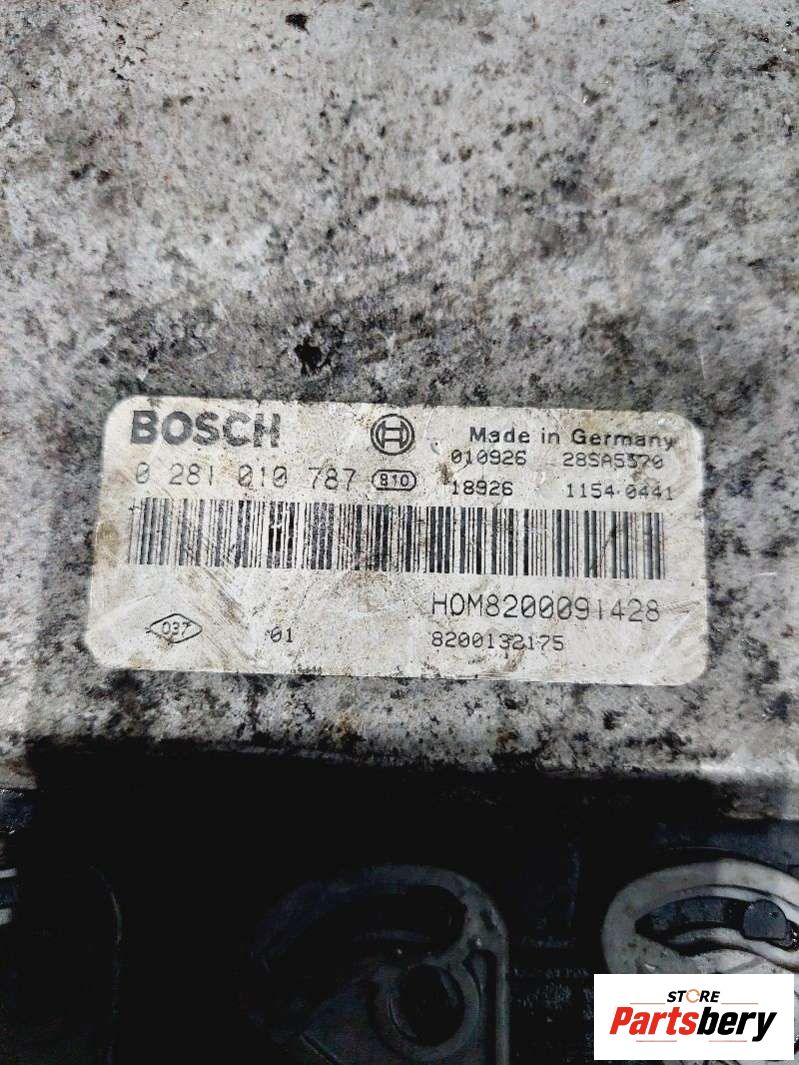 BOSCH
Made in Germany
0 281 010 787 810
010926 28SA5370
18926 1154-0441
HOM8200091428
037 01
8200132175
STORE
Partsbery